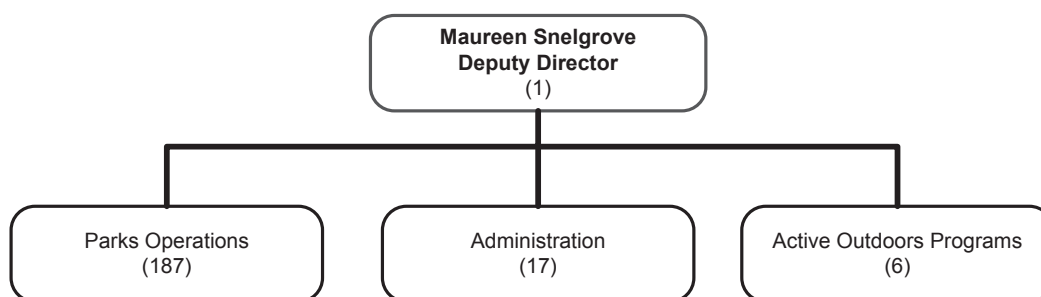 Maureen Snelgrove
Deputy Director
(1)
Parks Operations
(187)
Administration
(17)
Active Outdoors Programs
(6)